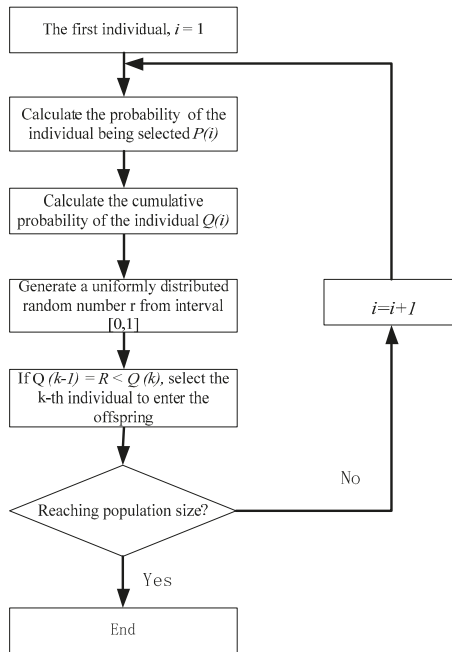 The first individual, i = 1
Calculate the probability of the
individual being selected P(i)
Calculate the cumulative
probability of the individual Q(i)
Generate a uniformly distributed
random number r from interval
[0,1]
If Q (k-1) = R < Q (k), select the
k-th individual to enter the
offspring
i=i+1
No
Reaching population size?
Yes
End